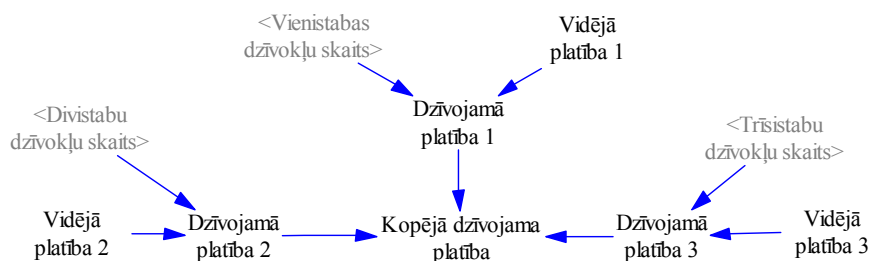 <Vienistabas
dzīvokļu skaits>
Vidējā
platība 1
Dzīvojamā
platība 1
<Divistabu
dzīvokļu skaits>
<Trīsistabu
dzīvokļu skaits>
Vidējā
platība 2
Dzīvojamā
platība 2
Kopējā dzīvojama
platība
Dzīvojamā
platība 3
Vidējā
platība 3